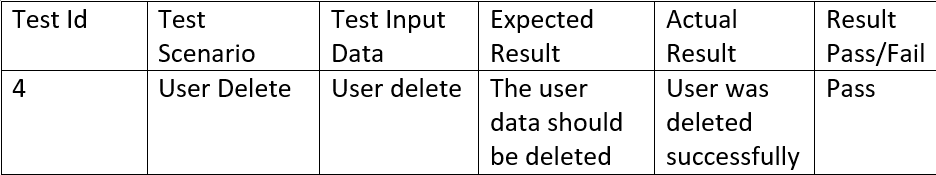 Test Id
Test
Scenario
Test Input
Data
Expected
Result
Actual
Result
Result
Pass/Fail
4
User Delete
User delete
The user
data should
be deleted
User was
deleted
successfully
Pass